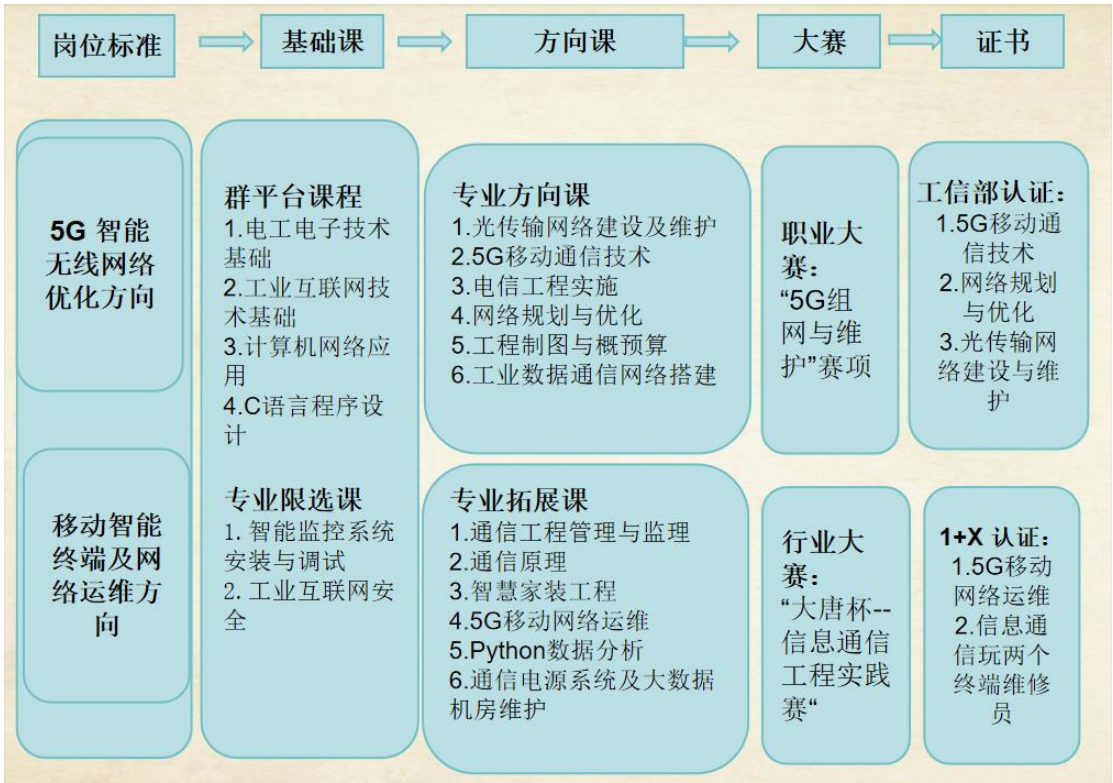 岗位标准
基础课
方向课
大赛
证书
5G 智能
无线网络
优化方向
移动智能
终端及网
络运维方
向
群平台课程
1.电工电子技术
基础
2.工业互联网技
术基础
3.计算机网络应
用
4.C语言程序设
计
专业限选课
1. 智能监控系统
安装与调试
2. 工业互联网安
全
专业方向课
1.光传输网络建设及维护
2.5G移动通信技术
3.电信工程实施
4.网络规划与优化
5.工程制图与概预算
6.工业数据通信网络搭建
专业拓展课
1.通信工程管理与监理
2.通信原理
3.智慧家装工程
4.5G移动网络运维
5.Python数据分析
6.通信电源系统及大数据
机房维护
职业大
赛：
“5G组
网与维
护”赛项
行业大
赛：
“大唐杯--
信息通信
工程实践
赛“
工信部认证：
1.5G移动通
信技术
2.网络规划
与优化
3.光传输网
络建设与维
护
1+X 认证：
1.5G移动
网络运维
2.信息通
信玩两个
终端维修
员